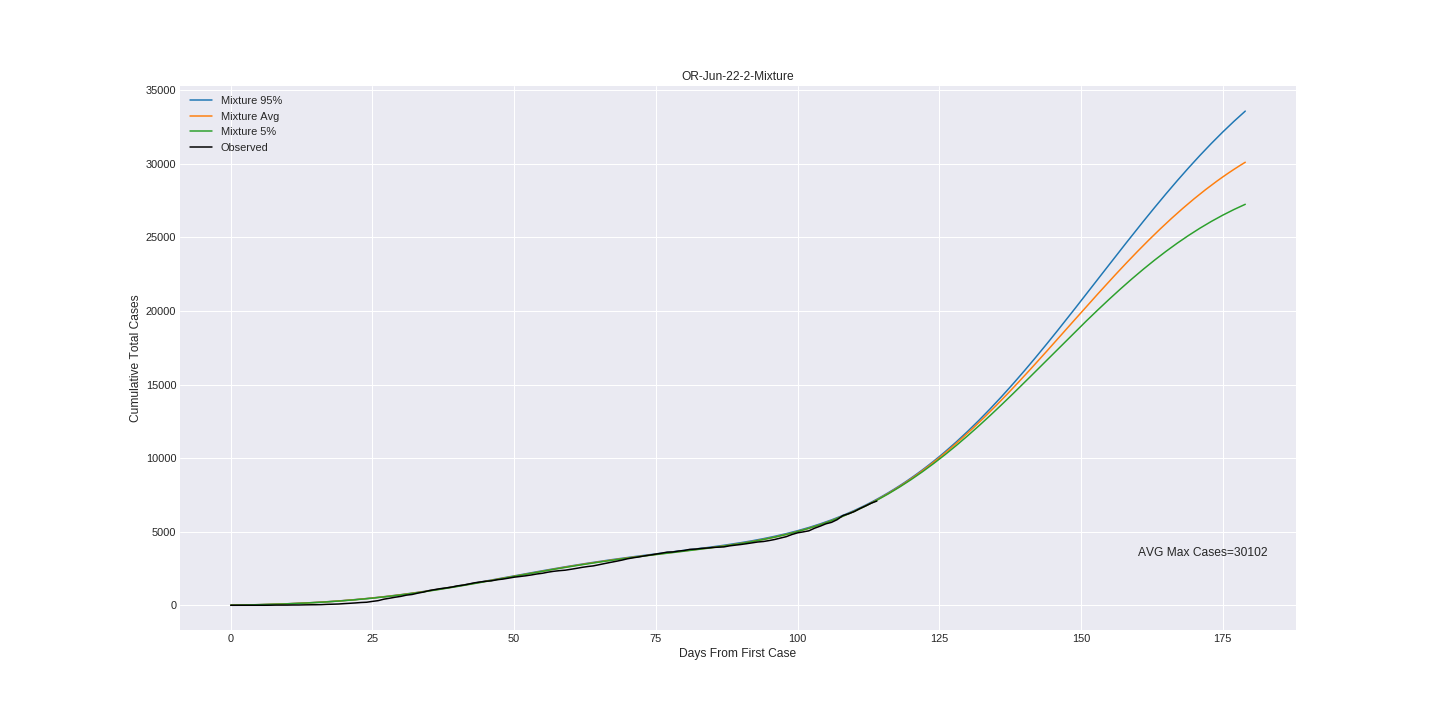 OR-Jun-22-2-Mixture
Mixture 95%
Mixture Avg
Mixture 5%
Observed
35000
30000
25000
20000
15000
10000
5000
0
Cumulative Total Cases
AVG Max Cases=30102
0 25 50 75 100 125 150 175
Days From First Case